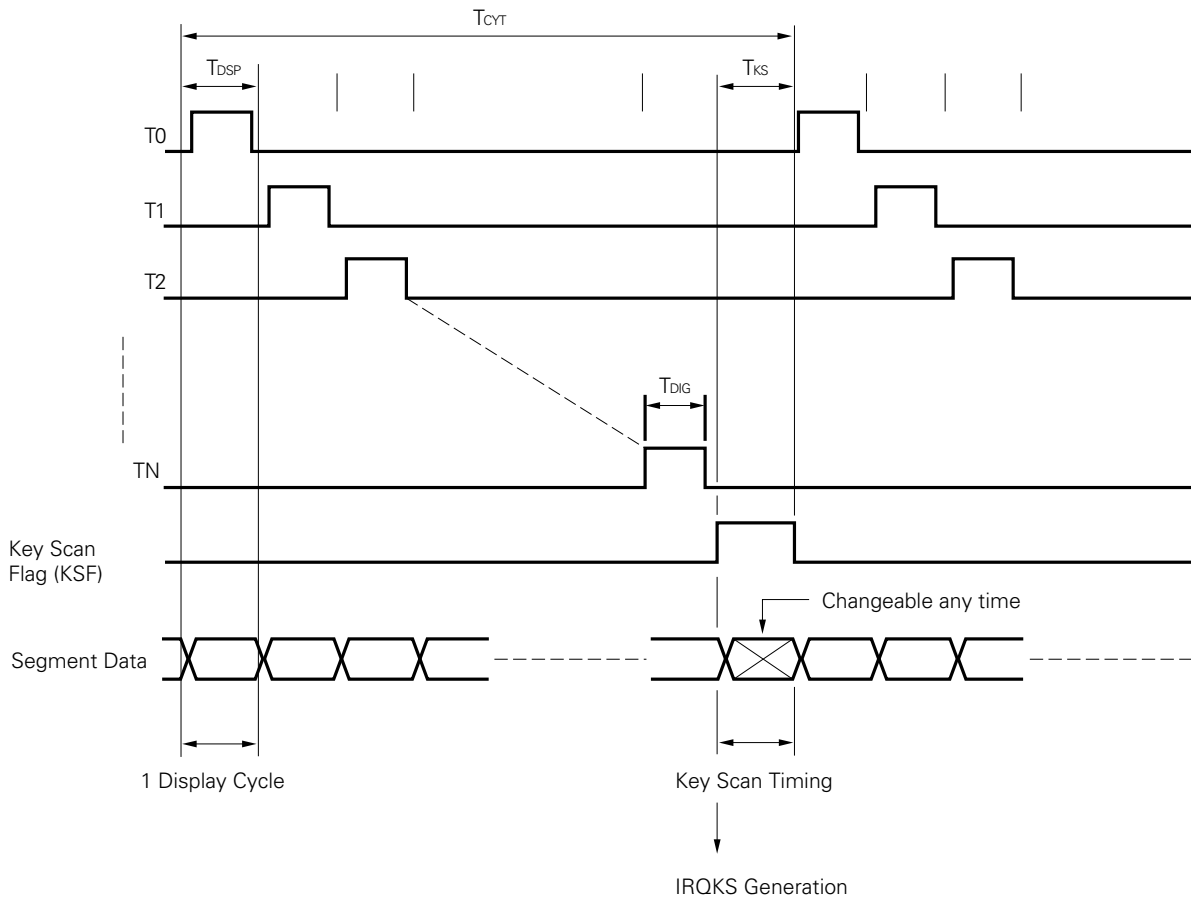 TCYT
TDSP
TKS
T0
T1
T2
TDIG
TN
Key Scan
Flag (KSF)
Changeable any time
Segment Data
1 Display Cycle
Key Scan Timing
IRQKS Generation